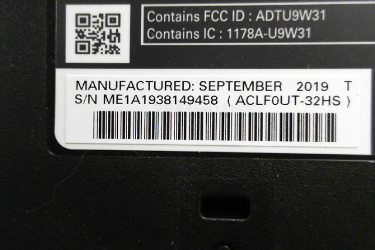 Contains FCC ID : ADTU9W31
Contains IC : 1178A-U9W31
MANUFACTURED: SEPTEMBER 2019 T
S/N ME1A1938149458 ( ACLF0UT-32HS )